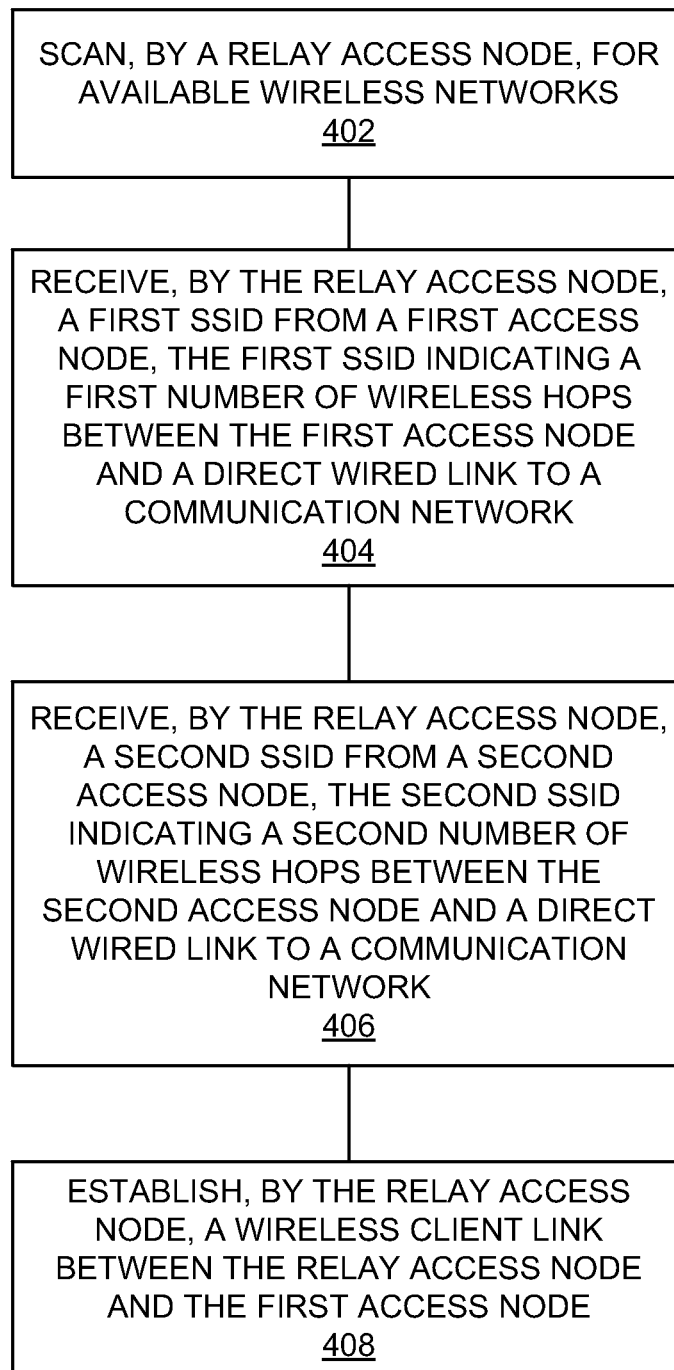 SCAN, BY A RELAY ACCESS NODE, FOR
AVAILABLE WIRELESS NETWORKS
402
RECEIVE, BY THE RELAY ACCESS NODE,
A FIRST SSID FROM A FIRST ACCESS
NODE, THE FIRST SSID INDICATING A
FIRST NUMBER OF WIRELESS HOPS
BETWEEN THE FIRST ACCESS NODE
AND A DIRECT WIRED LINK TO A
COMMUNICATION NETWORK
404
RECEIVE, BY THE RELAY ACCESS NODE,
A SECOND SSID FROM A SECOND
ACCESS NODE, THE SECOND SSID
INDICATING A SECOND NUMBER OF
WIRELESS HOPS BETWEEN THE
SECOND ACCESS NODE AND A DIRECT
WIRED LINK TO A COMMUNICATION
NETWORK
406
ESTABLISH, BY THE RELAY ACCESS
NODE, A WIRELESS CLIENT LINK
BETWEEN THE RELAY ACCESS NODE
AND THE FIRST ACCESS NODE
408